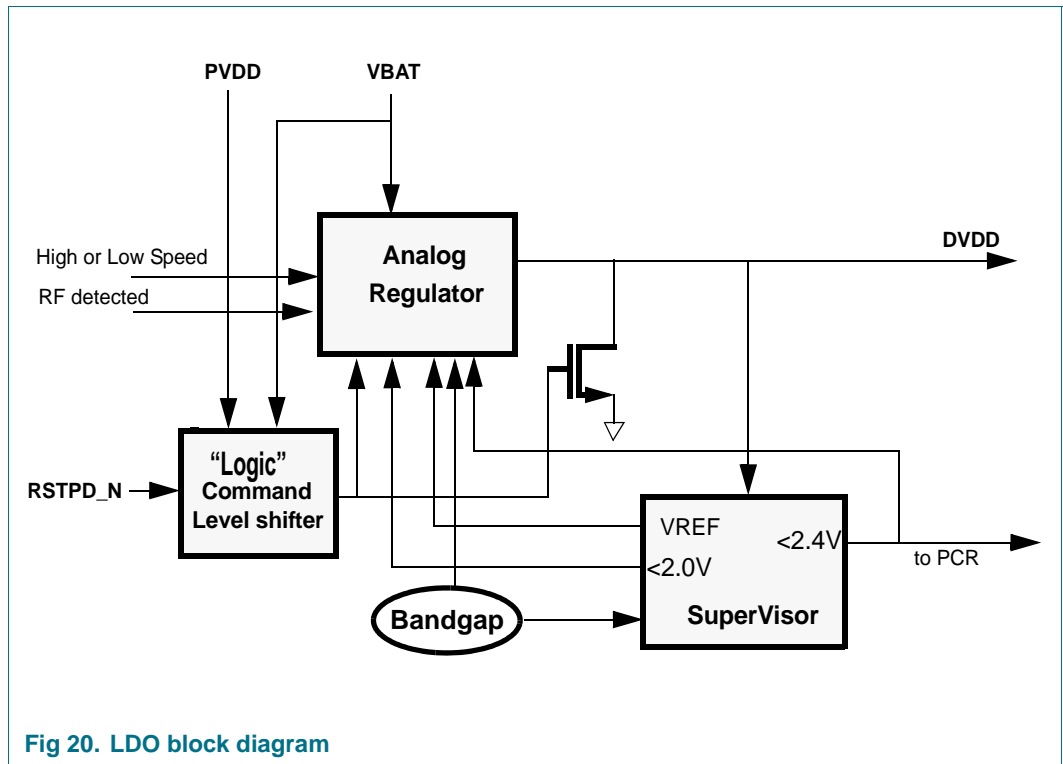 PVDD
VBAT
High or Low Speed
RF detected
Analog
Regulator
DVDD
RSTPD_N
"Logic"
Command
Level shifter
VREF
<2.0V
<2.4V
SuperVisor
to PCR
Bandgap
Fig 20. LDO block diagram